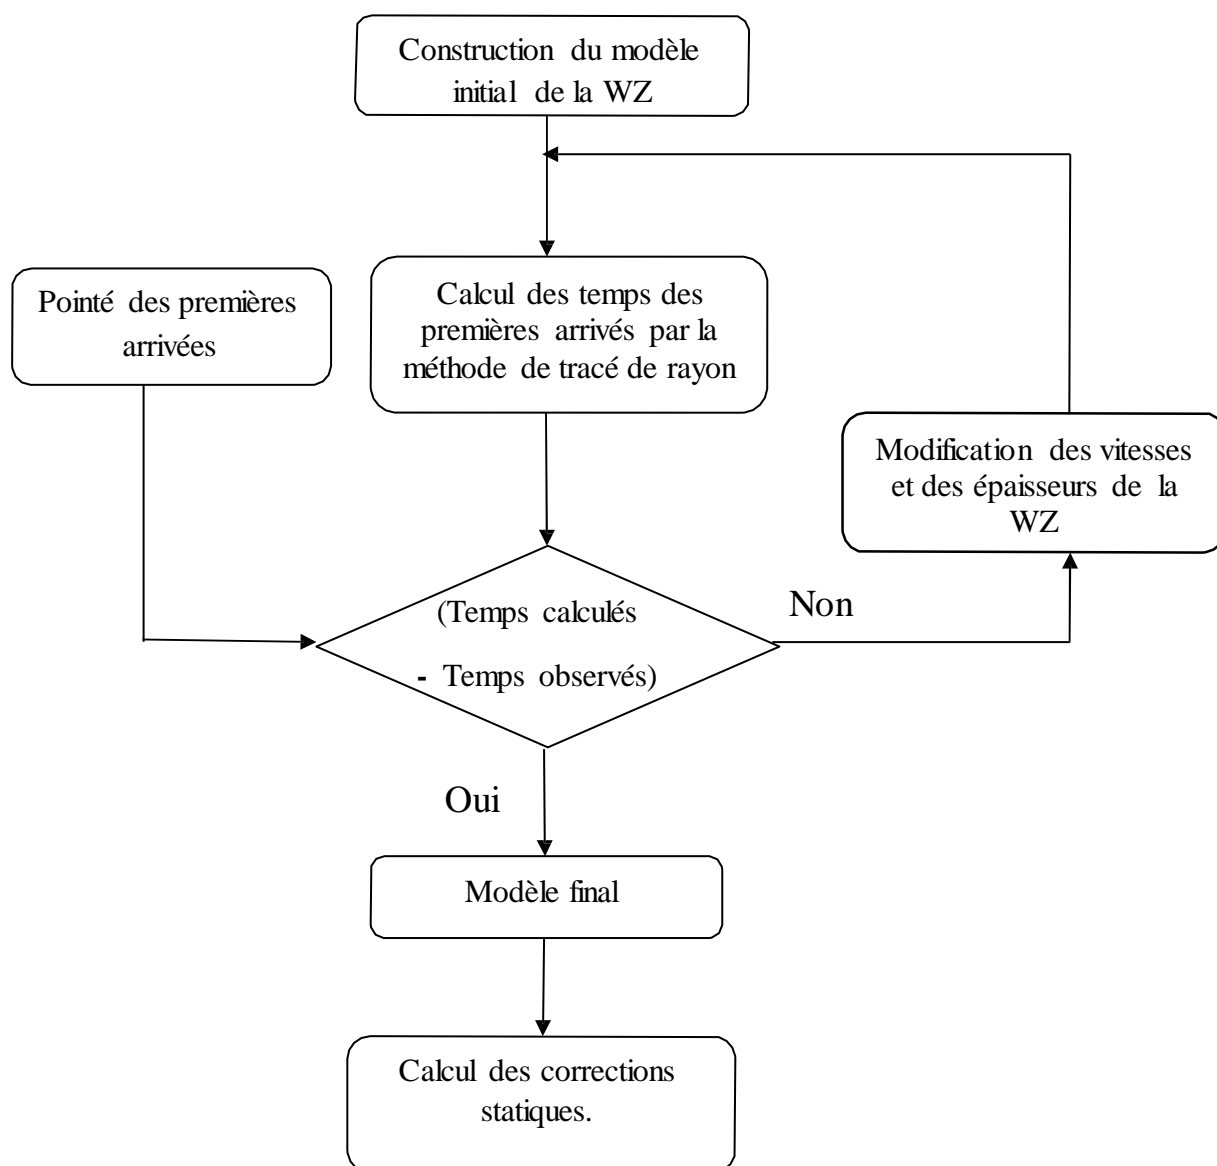 Construction du modèle
initial de la WZ
Pointé des premières
arrivées
Calcul des temps des
premières arrivés par la
méthode de tracé de rayon
Modification des vitesses
et des épaisseurs de la
WZ
(Temps calculés
- Temps observés)
Non
Oui
Modèle final
Calcul des corrections
statiques.